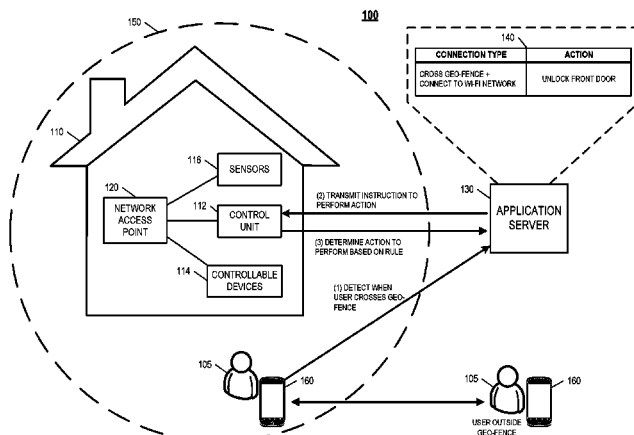 100
150
140
CONNECTION TYPE
ACTION
CROSS GEO-FENCE +
CONNECT TO WI-FI NETWORK
UNLOCK FRONT DOOR
110
116
SENSORS
120
NETWORK
ACCESS
POINT
112
CONTROL
UNIT
114
CONTROLLABLE
DEVICES
(2) TRANSMIT INSTRUCTION TO
PERFORM ACTION
(3) DETERMINE ACTION TO
PERFORM BASED ON RULE
130
APPLICATION
SERVER
(1) DETECT WHEN
USER CROSSES GEO-
FENCE
105
160
105
160
USER OUTSIDE
GEO-FENCE